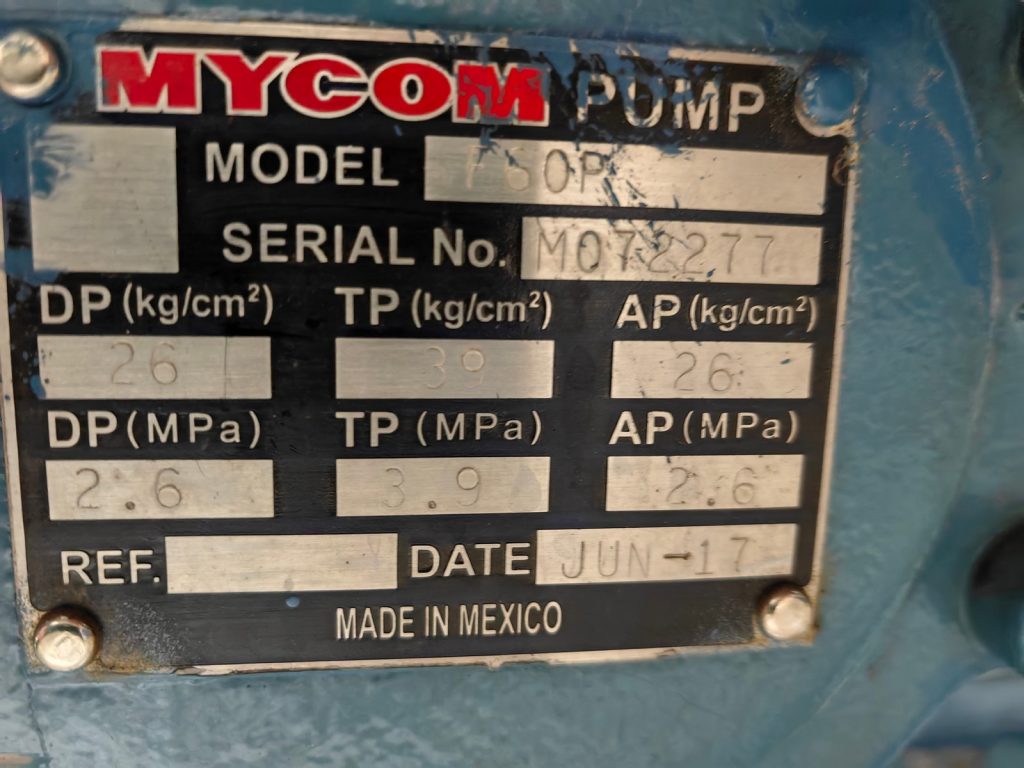 MYCOM PUMP
MODEL F60P
SERIAL No. M072277
DP (kg/cm²) TP (kg/cm²) AP (kg/cm²)
26 39 26
DP (MPa) TP (MPa) AP (MPa)
2.6 3.9 2.6
REF. DATE JUN-17
MADE IN MEXICO